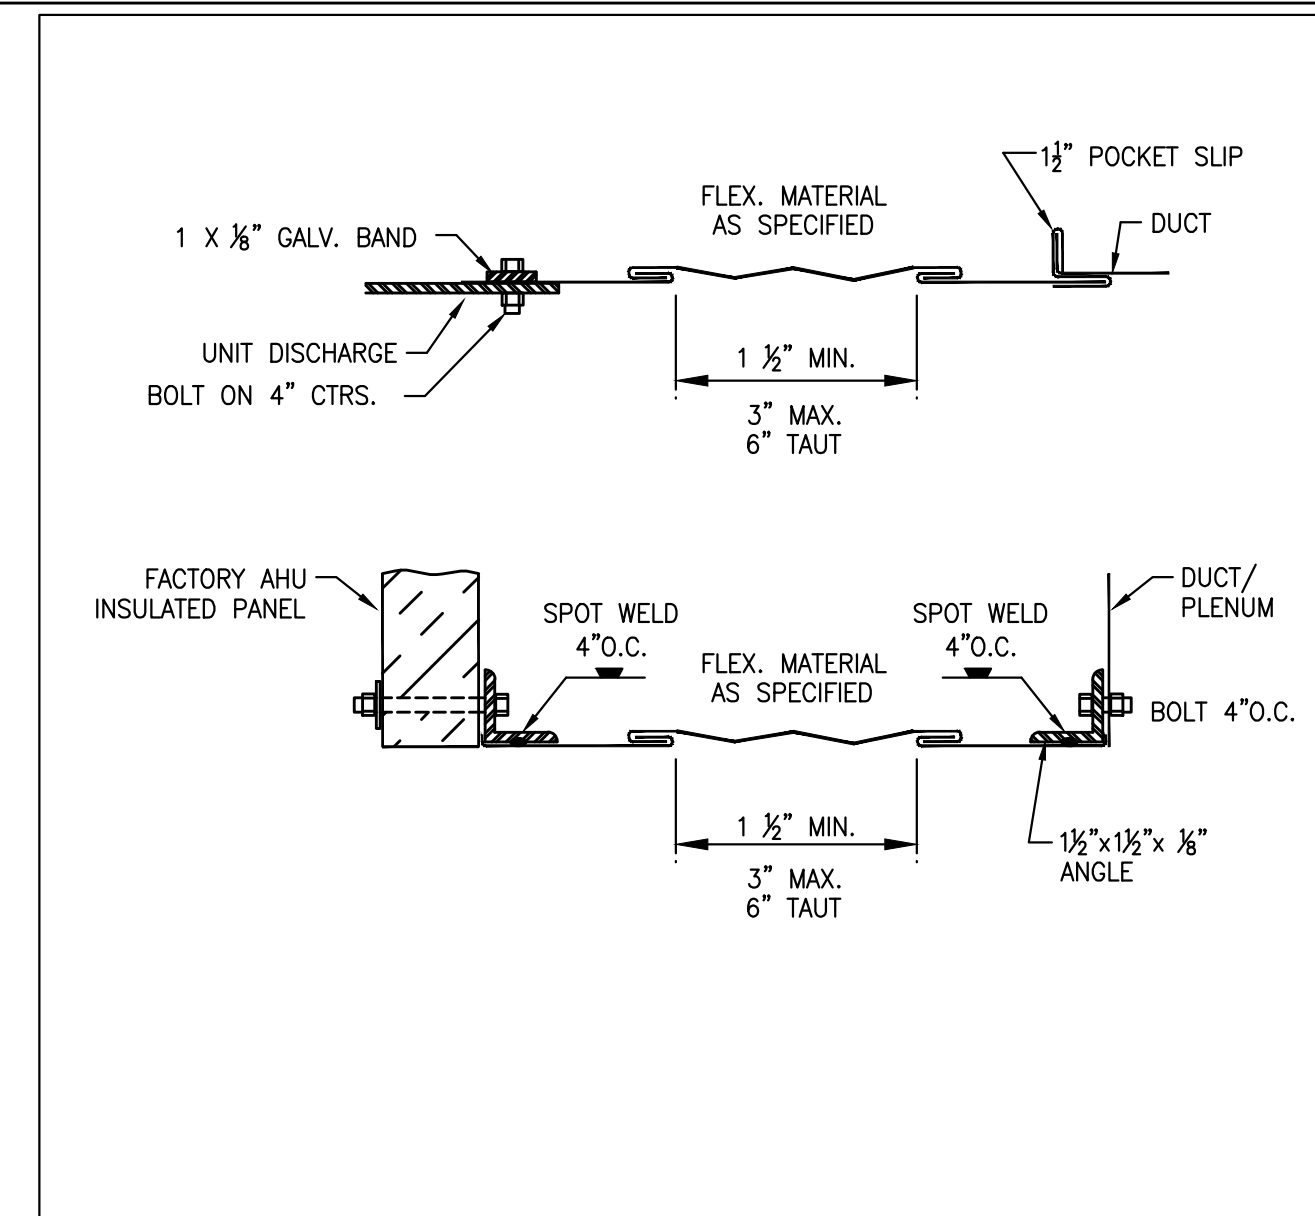 1½" POCKET SLIP
FLEX. MATERIAL
AS SPECIFIED
DUCT
1 X ⅛" GALV. BAND
UNIT DISCHARGE
BOLT ON 4" CTRS.
1 ½" MIN.
3" MAX.
6" TAUT
FACTORY AHU
INSULATED PANEL
SPOT WELD
4"O.C.
FLEX. MATERIAL
AS SPECIFIED
SPOT WELD
4"O.C.
DUCT/
PLENUM
BOLT 4"O.C.
1 ½" MIN.
3" MAX.
6" TAUT
1½"x1½"x ⅛"
ANGLE